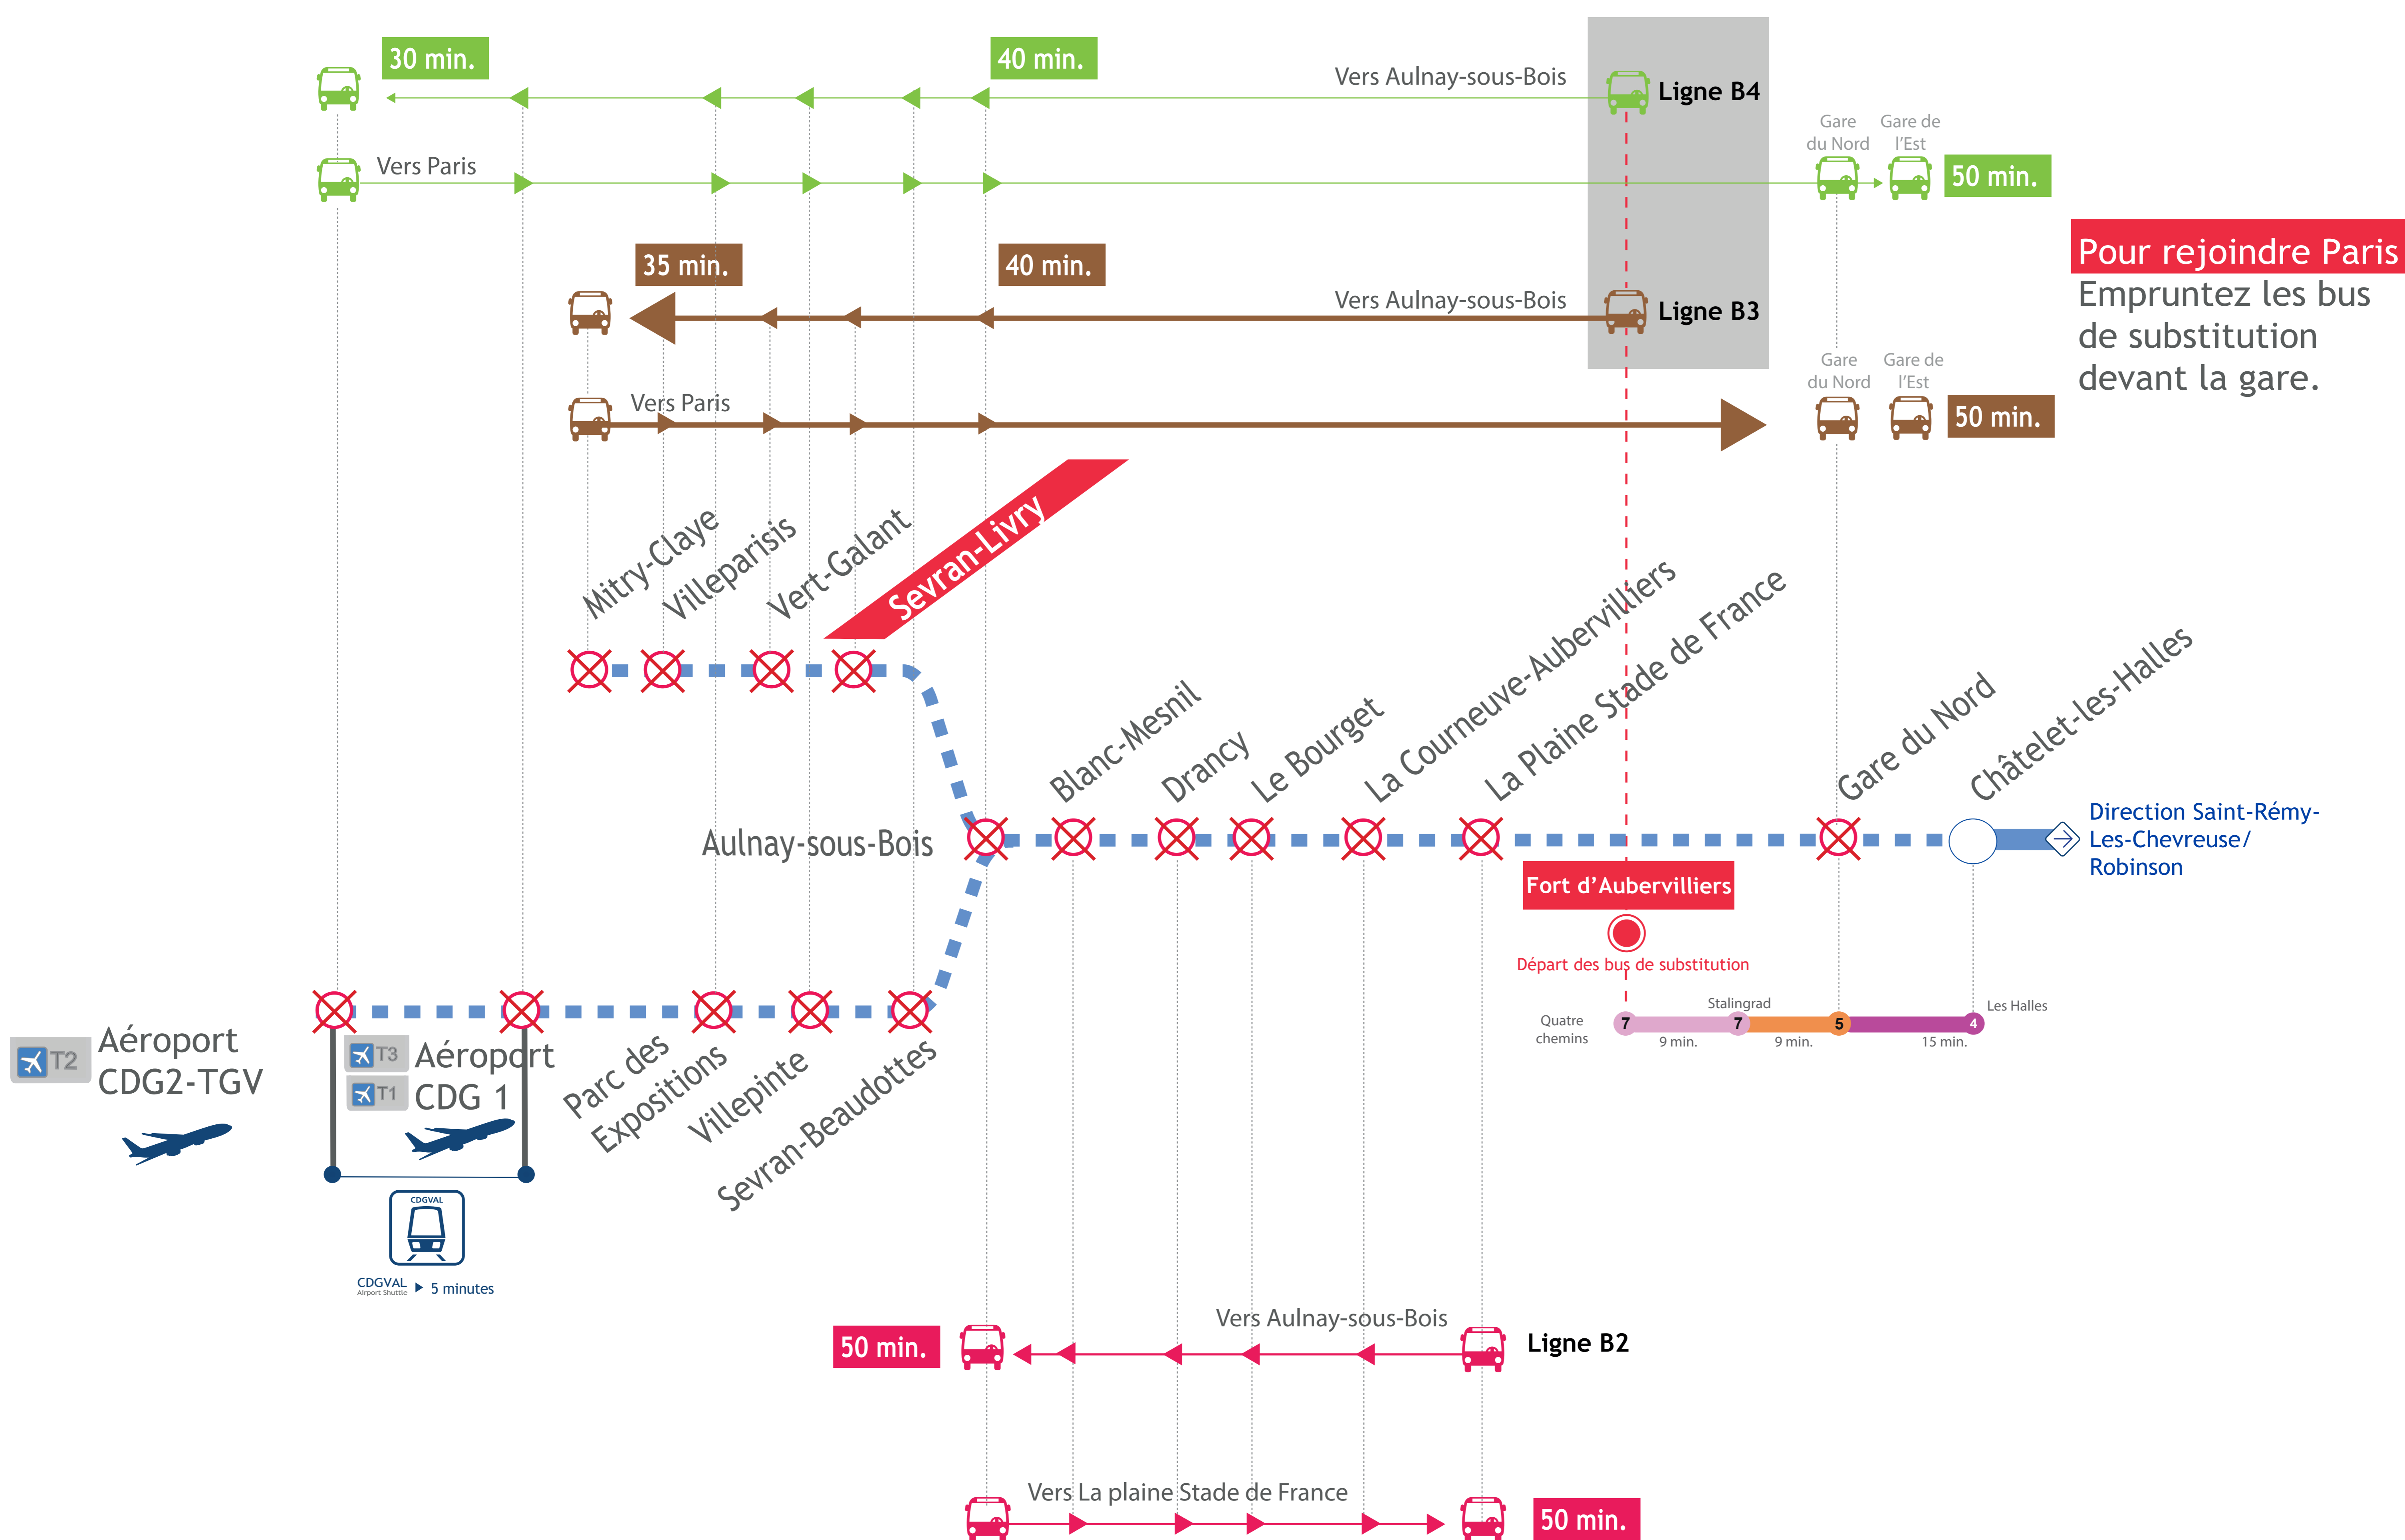 30 min.
40 min.
Vers Aulnay-sous-Bois
Ligne B4
Gare
du Nord
Gare de
l'Est
Vers Paris
50 min.
Pour rejoindre Paris
Empruntez les bus
de substitution
devant la gare.
35 min.
40 min.
Vers Aulnay-sous-Bois
Ligne B3
Gare
du Nord
Gare de
l'Est
Vers Paris
50 min.
Mitry-Claye
Villeparisis
Vert-Galant
Sevran-Livry
Aulnay-sous-Bois
Blanc-Mesnil
Drancy
Le Bourget
La Courneuve-Aubervilliers
La Plaine Stade de France
Gare du Nord
Châtelet-les-Halles
Direction Saint-Rémy-
Les-Chevreuse/
Robinson
Fort d'Aubervilliers
Départ des bus de substitution
Quatre
chemins
7
9 min.
Stalingrad
7
9 min.
5
15 min.
4
Les Halles
T2
Aéroport
CDG2-TGV
T3
T1
Aéroport
CDG 1
Parc des
Expositions
Villepinte
Sevran-Beaudottes
CDGVAL
CDGVAL
Airport Shuttle
5 minutes
50 min.
Vers Aulnay-sous-Bois
Ligne B2
Vers La plaine Stade de France
50 min.